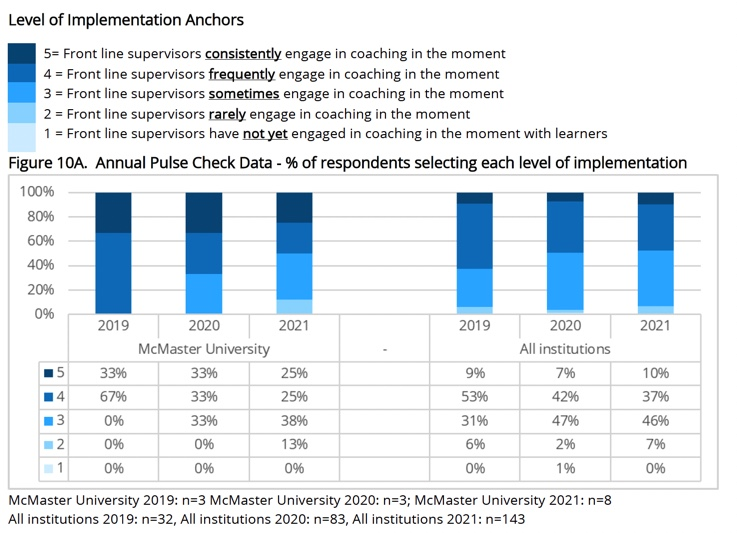 Level of Implementation Anchors
5= Front line supervisors consistently engage in coaching in the moment
4 = Front line supervisors frequently engage in coaching in the moment
3 = Front line supervisors sometimes engage in coaching in the moment
2 = Front line supervisors rarely engage in coaching in the moment
1 = Front line supervisors have not yet engaged in coaching in the moment with learners
Figure 10A. Annual Pulse Check Data - % of respondents selecting each level of implementation
100%
80%
60%
40%
20%
0%
2019 2020 2021 2019 2020 2021
McMaster University - All institutions
5 33% 33% 25% 9% 7% 10%
4 67% 33% 25% 53% 42% 37%
3 0% 33% 38% 31% 47% 46%
2 0% 0% 13% 6% 2% 7%
1 0% 0% 0% 0% 1% 0%
McMaster University 2019: n=3 McMaster University 2020: n=3; McMaster University 2021: n=8
All institutions 2019: n=32, All institutions 2020: n=83, All institutions 2021: n=143